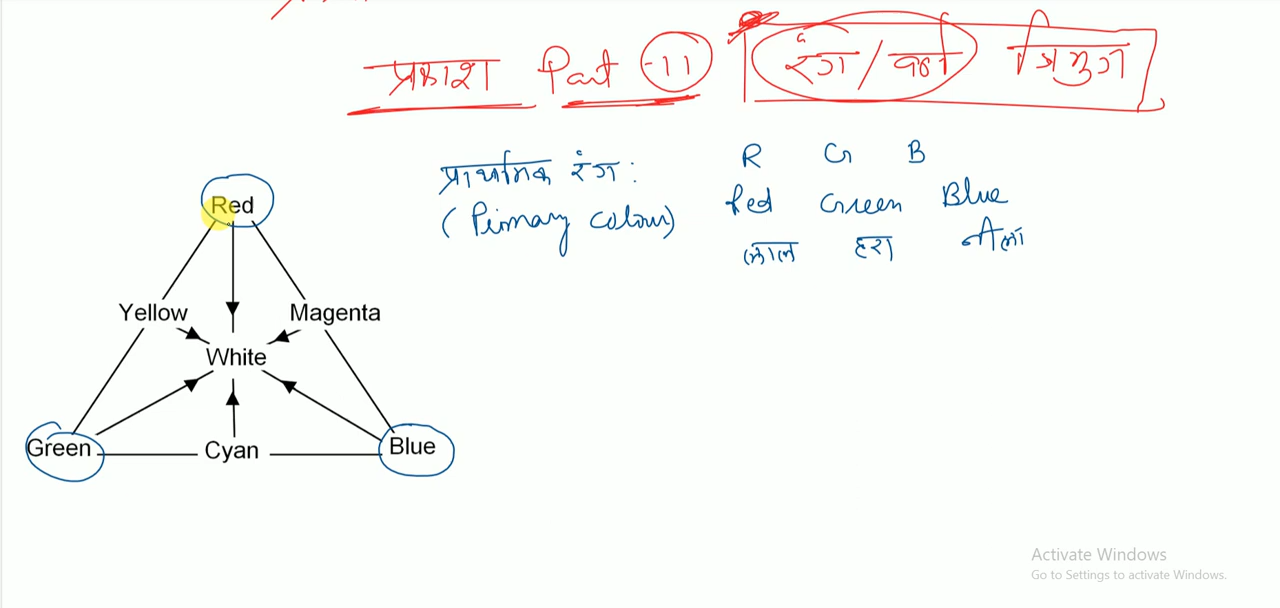 प्रकाश Part -11 रंग/वर्ण त्रिभुज
प्राथमिक रंग : R G B
(Primary colour) Red Green Blue
लाल हरा नीला
Red
Yellow Magenta
White
Green Cyan Blue
Activate Windows
Go to Settings to activate Windows.